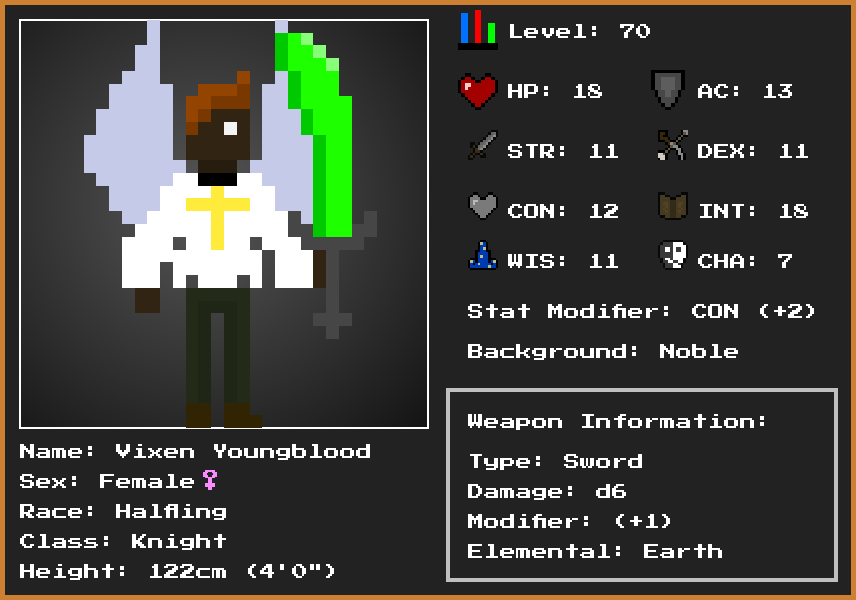 Level: 70
HP: 18
AC: 13
STR: 11
DEX: 11
CON: 12
INT: 18
WIS: 11
CHA: 7
Stat Modifier: CON (+2)
Background: Noble
Weapon Information:
Type: Sword
Damage: d6
Modifier: (+1)
Elemental: Earth
Name: Vixen Youngblood
Sex: Female♀
Race: Halfling
Class: Knight
Height: 122cm (4'0")